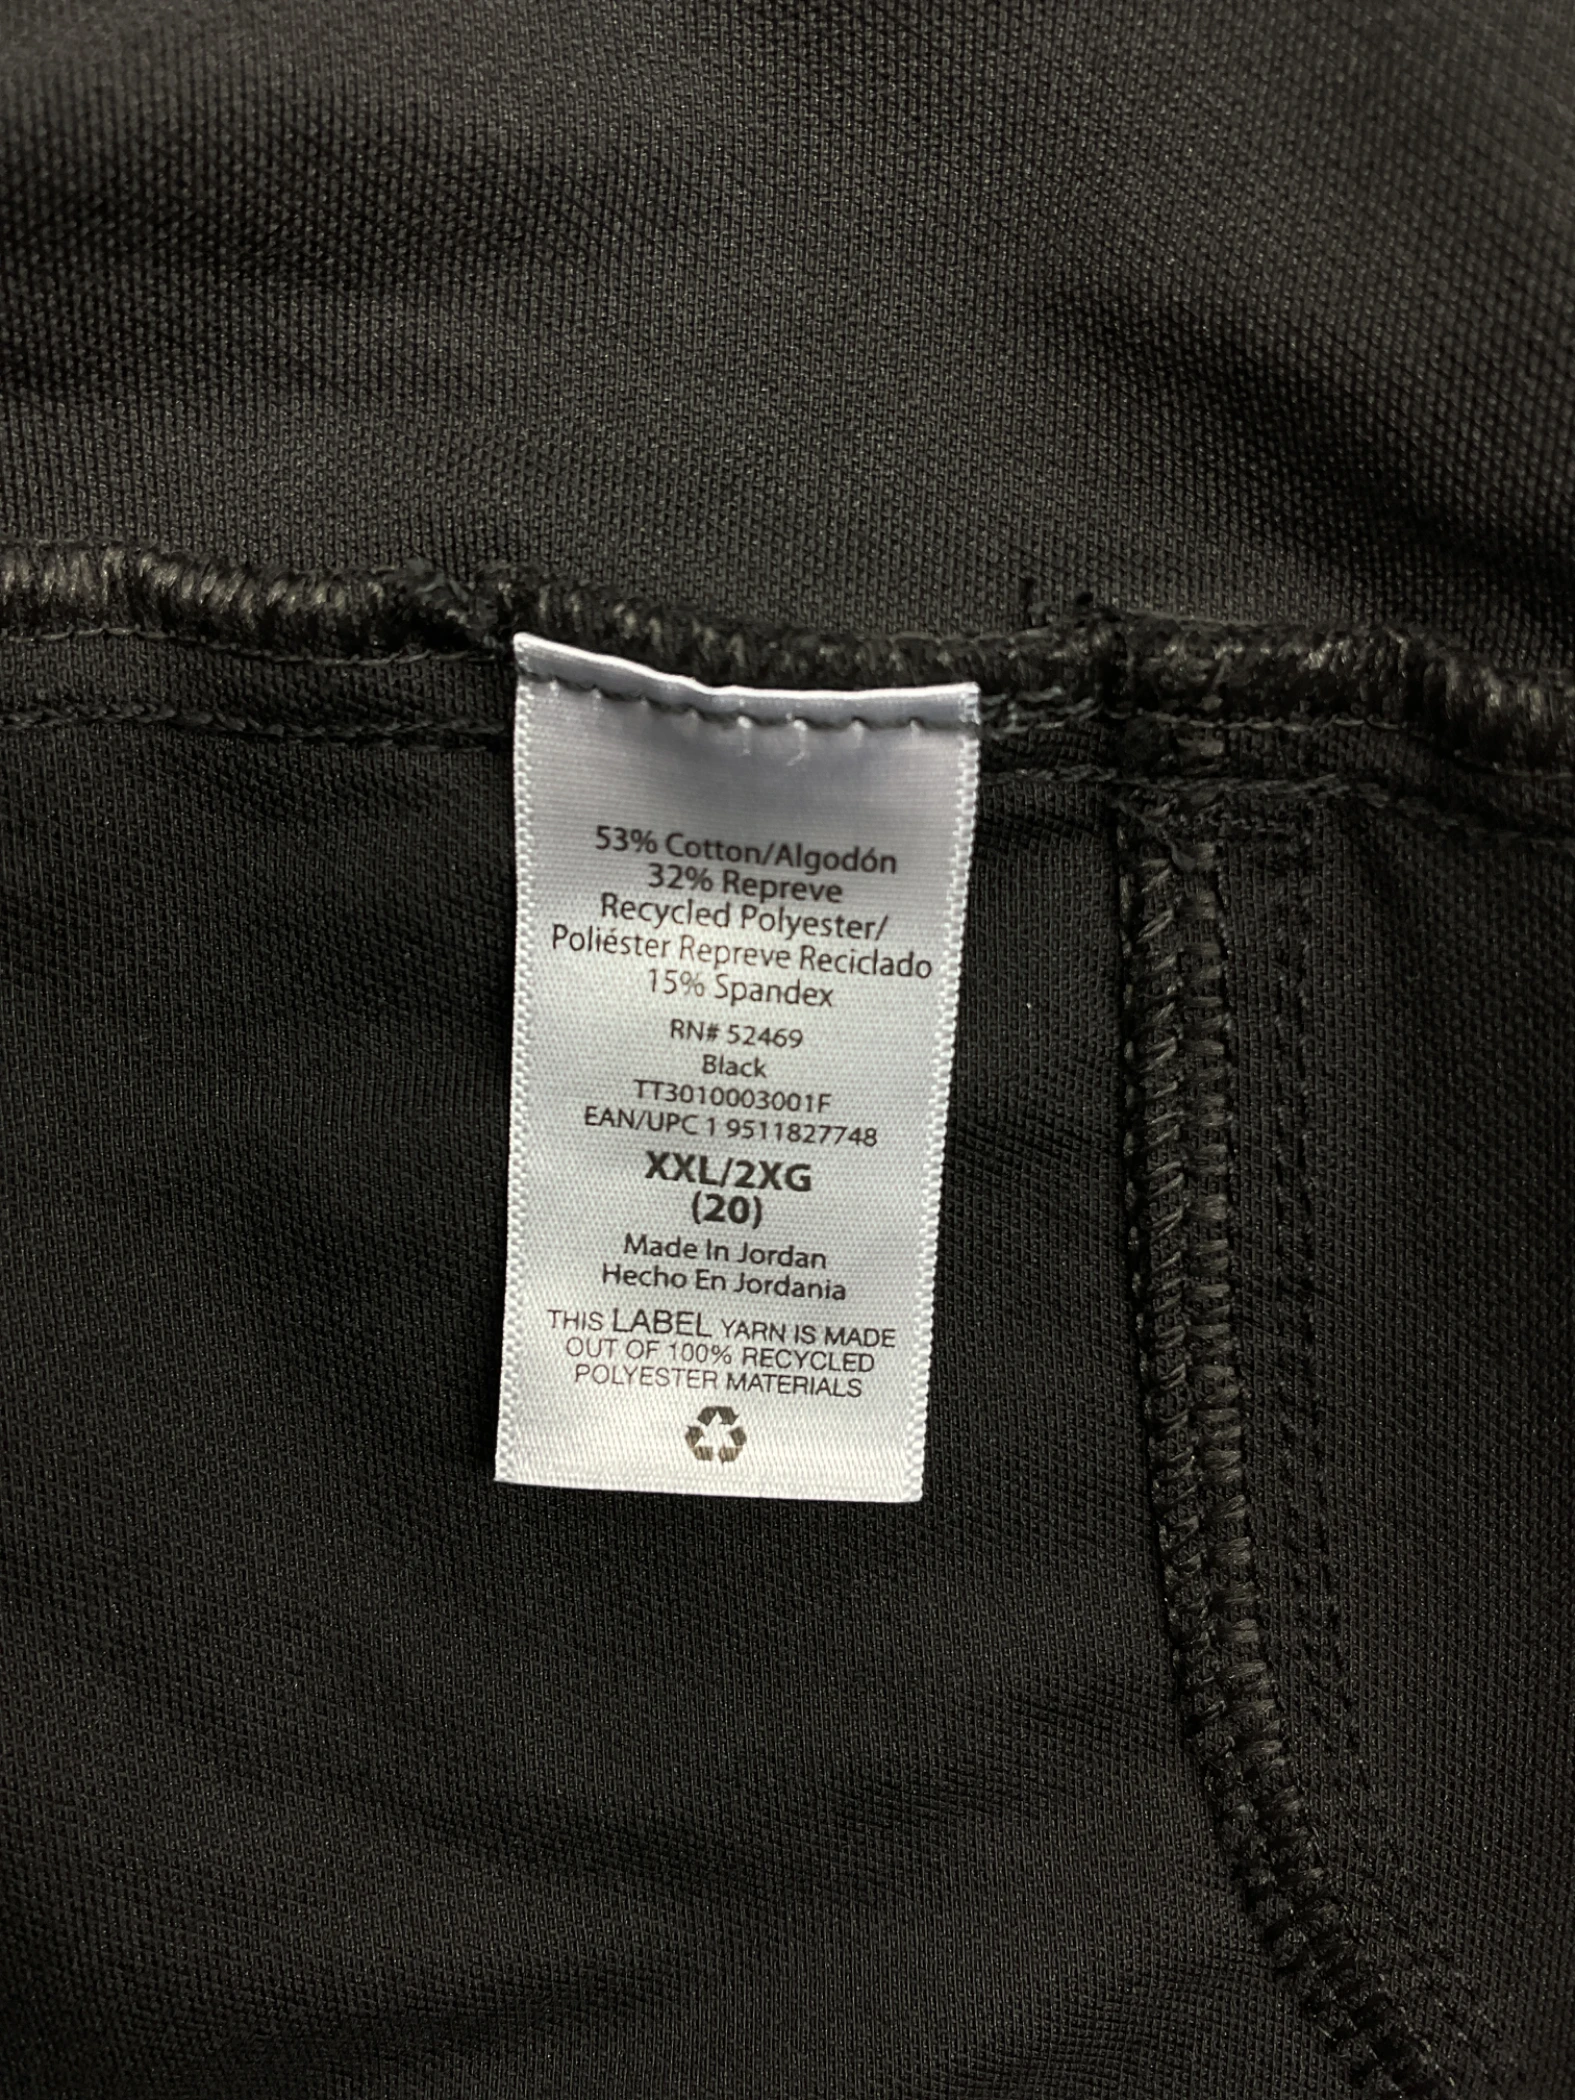 53% Cotton/Algodón
32% Repreve
Recycled Polyester/
Poliéster Repreve Reciclado
15% Spandex
RN# 52469
Black
TT3010003001F
EAN/UPC 1 9511827748
XXL/2XG
(20)
Made In Jordan
Hecho En Jordania
THIS LABEL YARN IS MADE
OUT OF 100% RECYCLED
POLYESTER MATERIALS